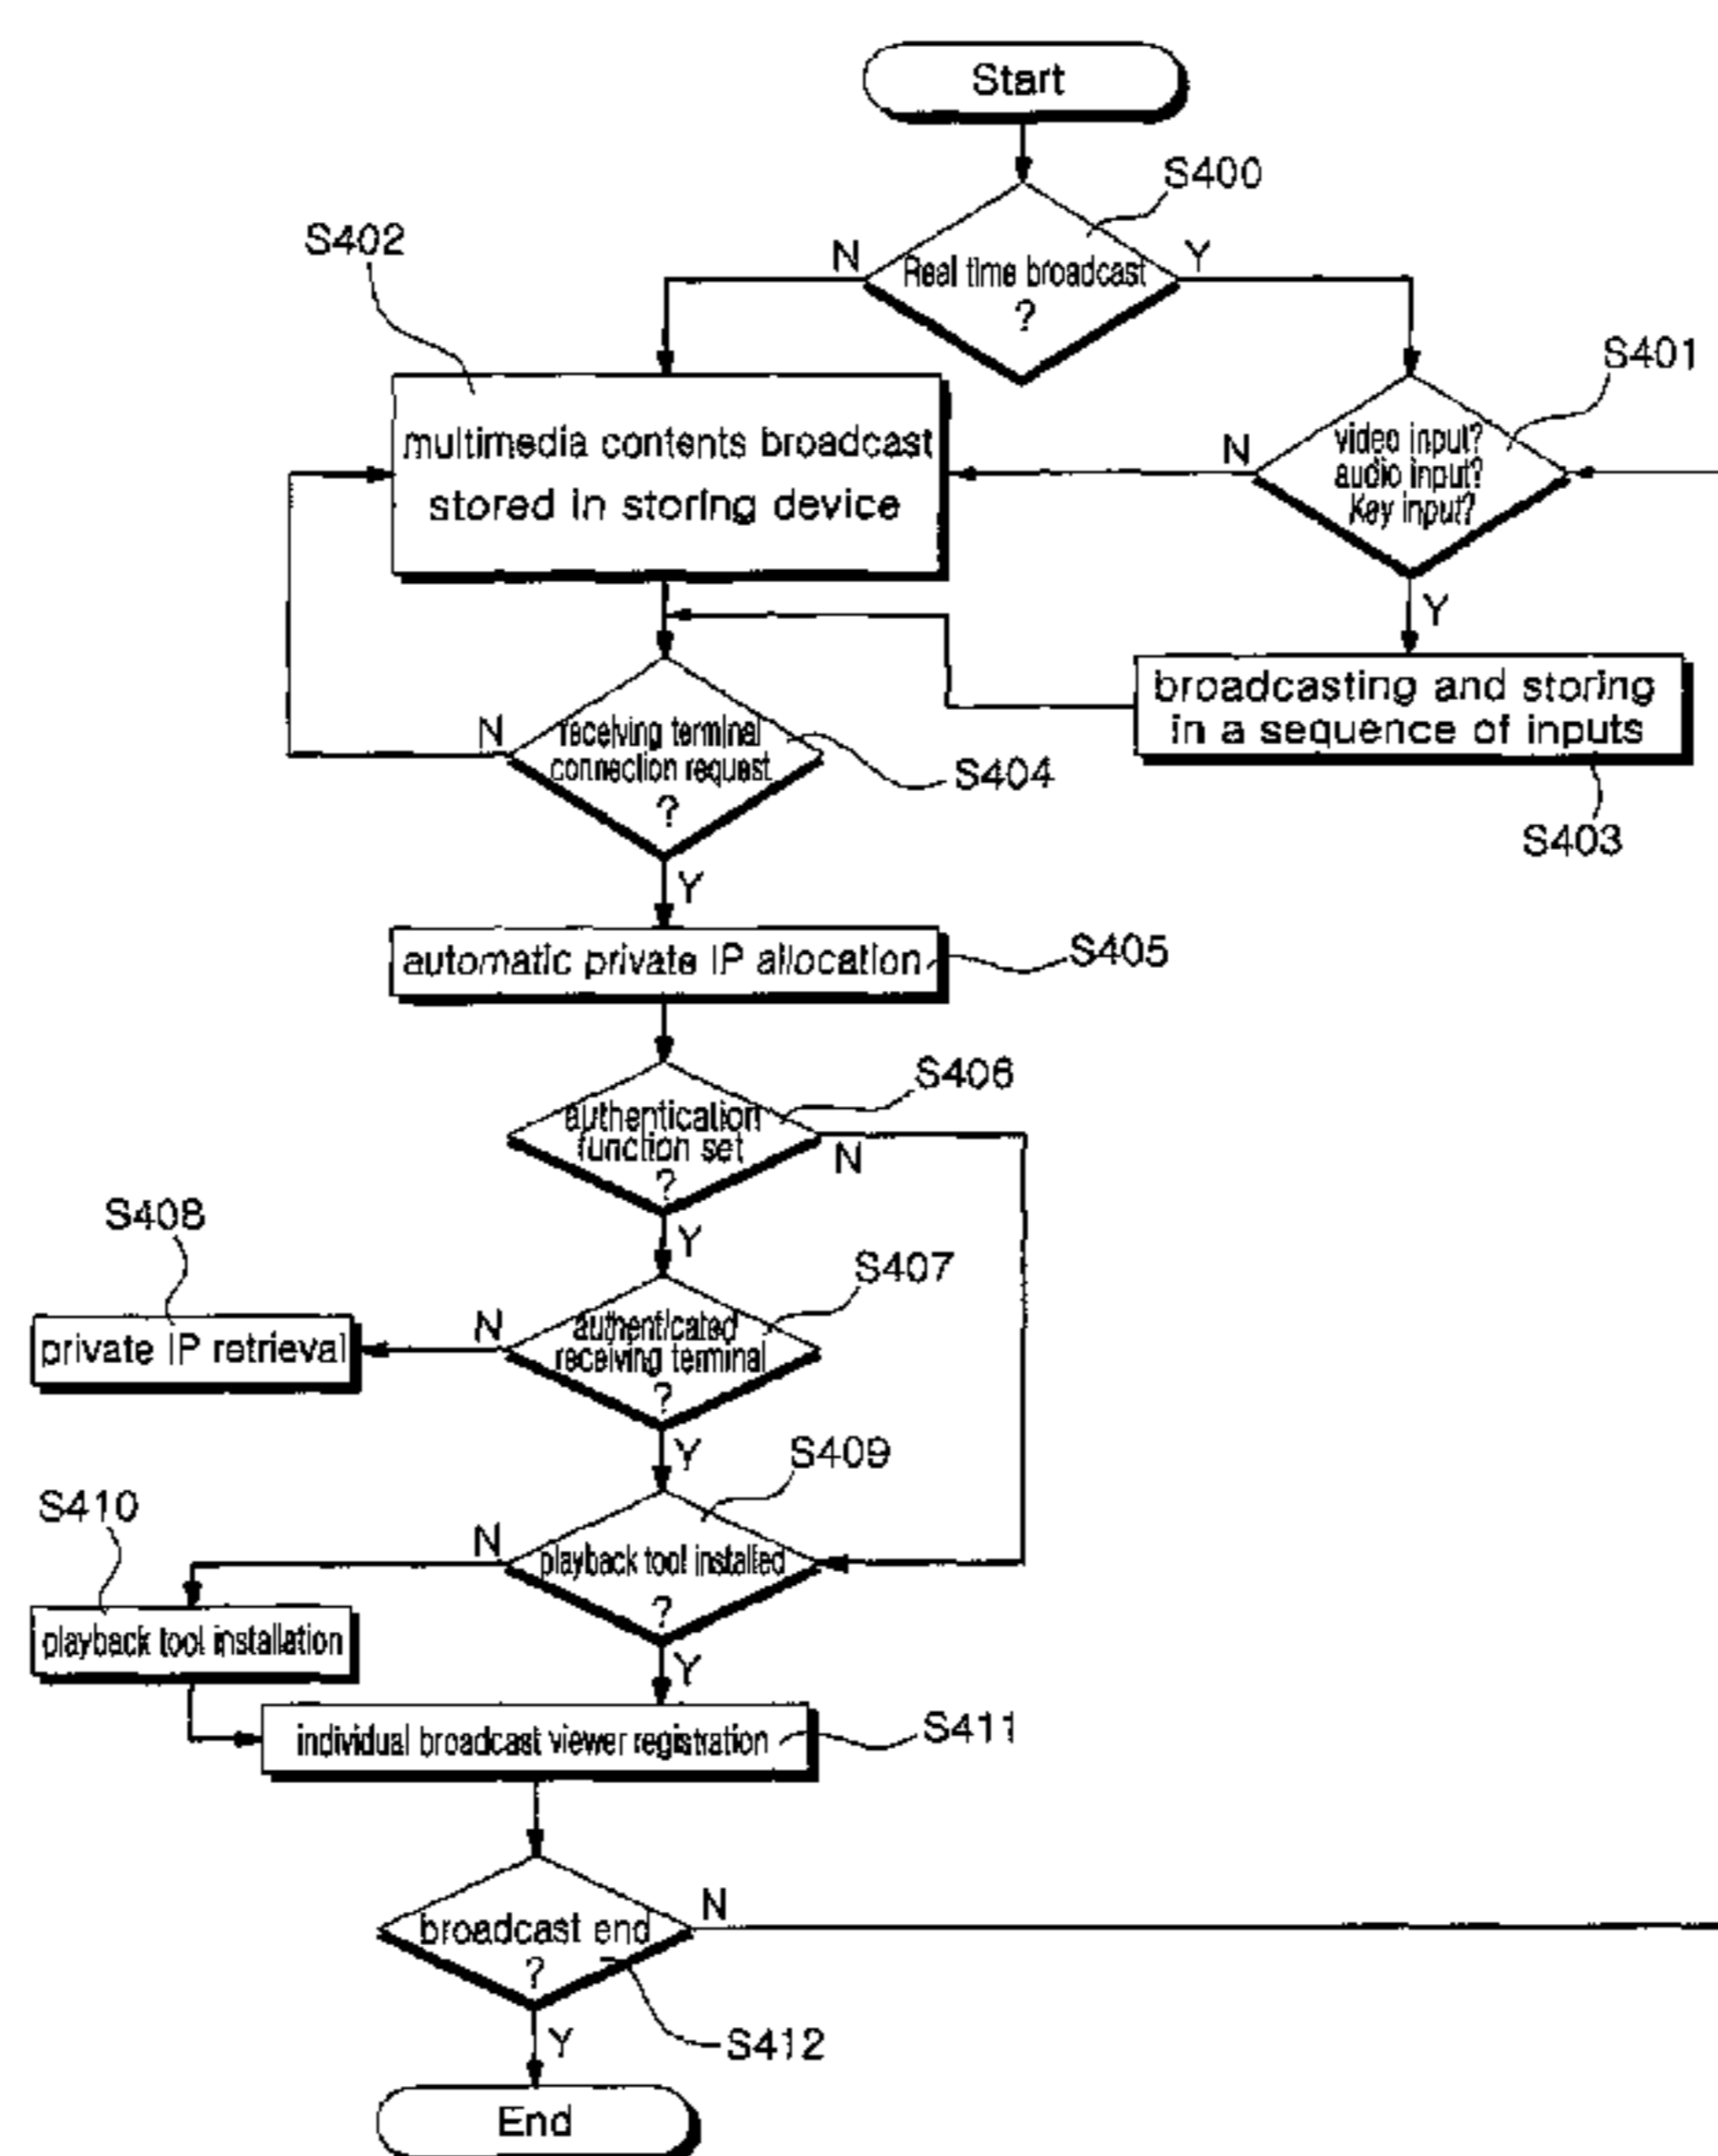 Start
S400
S402
N
Real time broadcast
Y
?
S401
multimedia contents broadcast
stored in storing device
N
video input?
audio input?
Key input?
Y
broadcasting and storing
in a sequence of inputs
N
receiving terminal
connection request
?
S404
S403
Y
automatic private IP allocation
S405
S406
authentication
function set
?
N
S408
Y
S407
private IP retrieval
N
authenticated
receiving terminal
?
Y
S409
S410
N
playback tool installed
?
playback tool installation
Y
individual broadcast viewer registration
S411
N
broadcast end
?
Y
S412
End